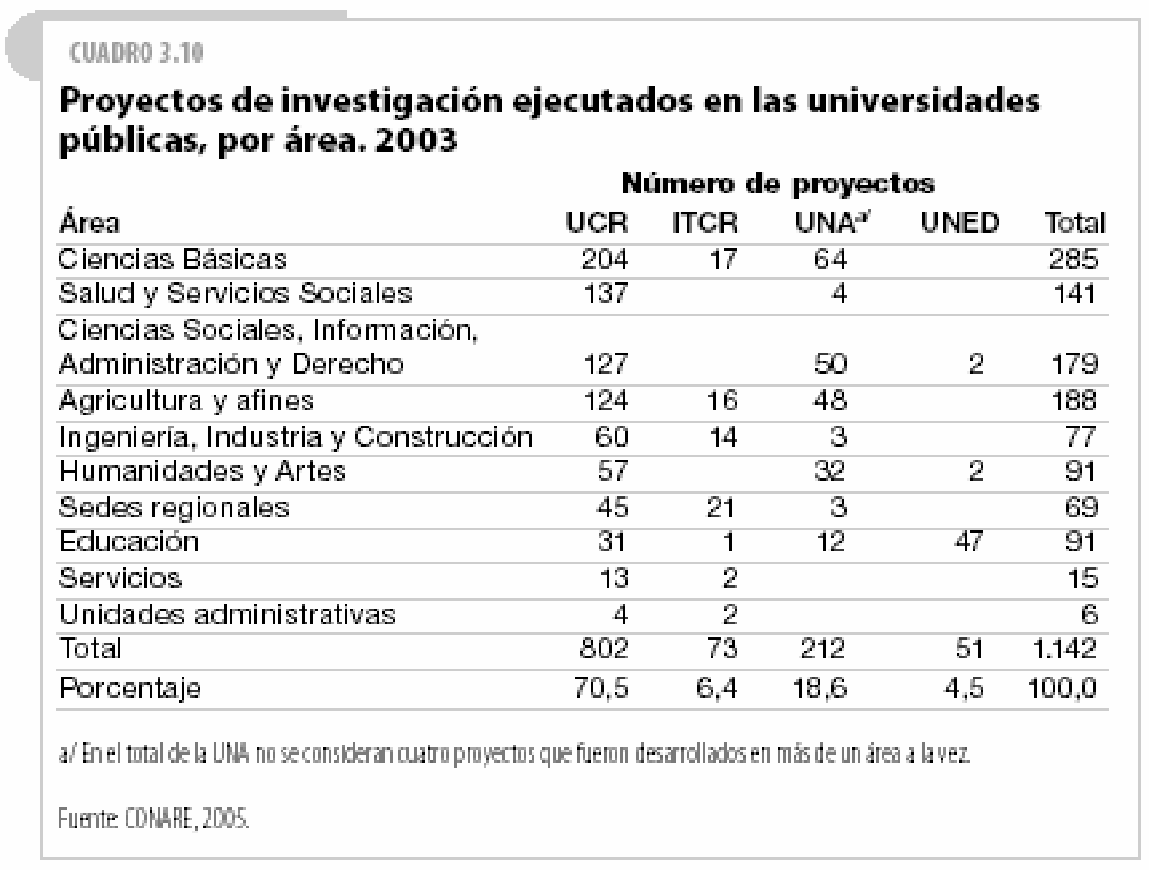 CUADRO 3.10
Proyectos de investigación ejecutados en las universidades
públicas, por área. 2003
Número de proyectos
Área UCR ITCR UNAa/ UNED Total
Ciencias Básicas 204 17 64 285
Salud y Servicios Sociales 137 4 141
Ciencias Sociales, Información,
Administración y Derecho 127 50 2 179
Agricultura y afines 124 16 48 188
Ingeniería, Industria y Construcción 60 14 3 77
Humanidades y Artes 57 32 2 91
Sedes regionales 45 21 3 69
Educación 31 1 12 47 91
Servicios 13 2 15
Unidades administrativas 4 2 6
Total 802 73 212 51 1.142
Porcentaje 70,5 6,4 18,6 4,5 100,0
a/ En el total de la UNA no se consideran cuatro proyectos que fueron desarrollados en más de un área a la vez.
Fuente: CONARE, 2005.